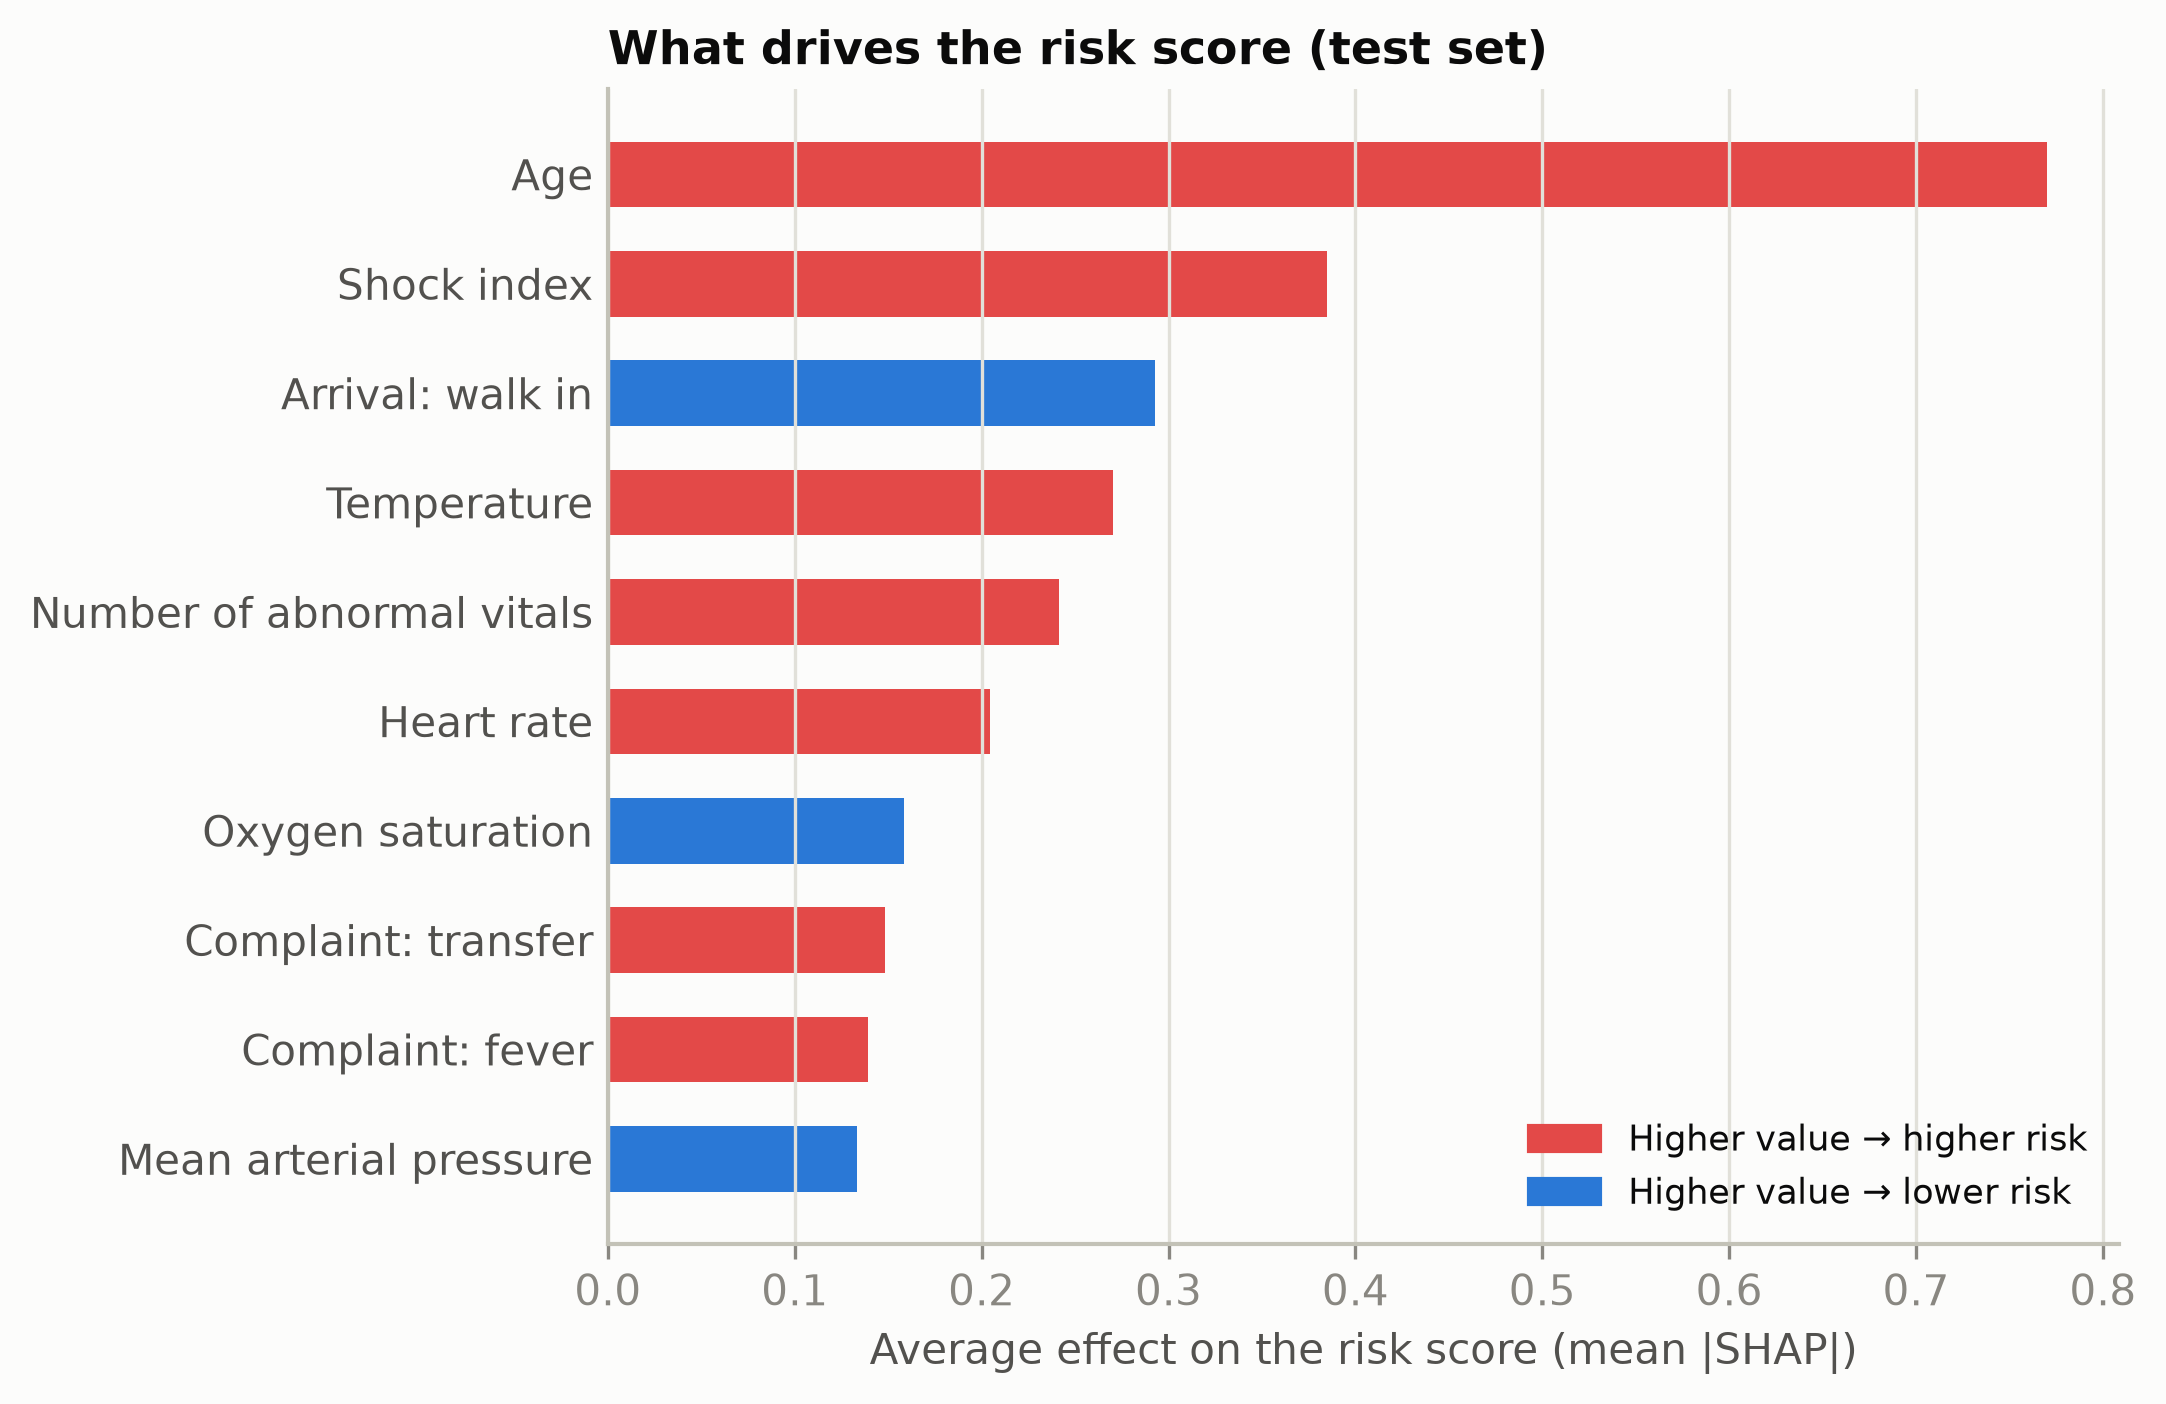 What drives the risk score (test set)
Age
Shock index
Arrival: walk in
Temperature
Number of abnormal vitals
Heart rate
Oxygen saturation
Complaint: transfer
Complaint: fever
Mean arterial pressure
Higher value → higher risk
Higher value → lower risk
0.0 0.1 0.2 0.3 0.4 0.5 0.6 0.7 0.8
Average effect on the risk score (mean |SHAP|)